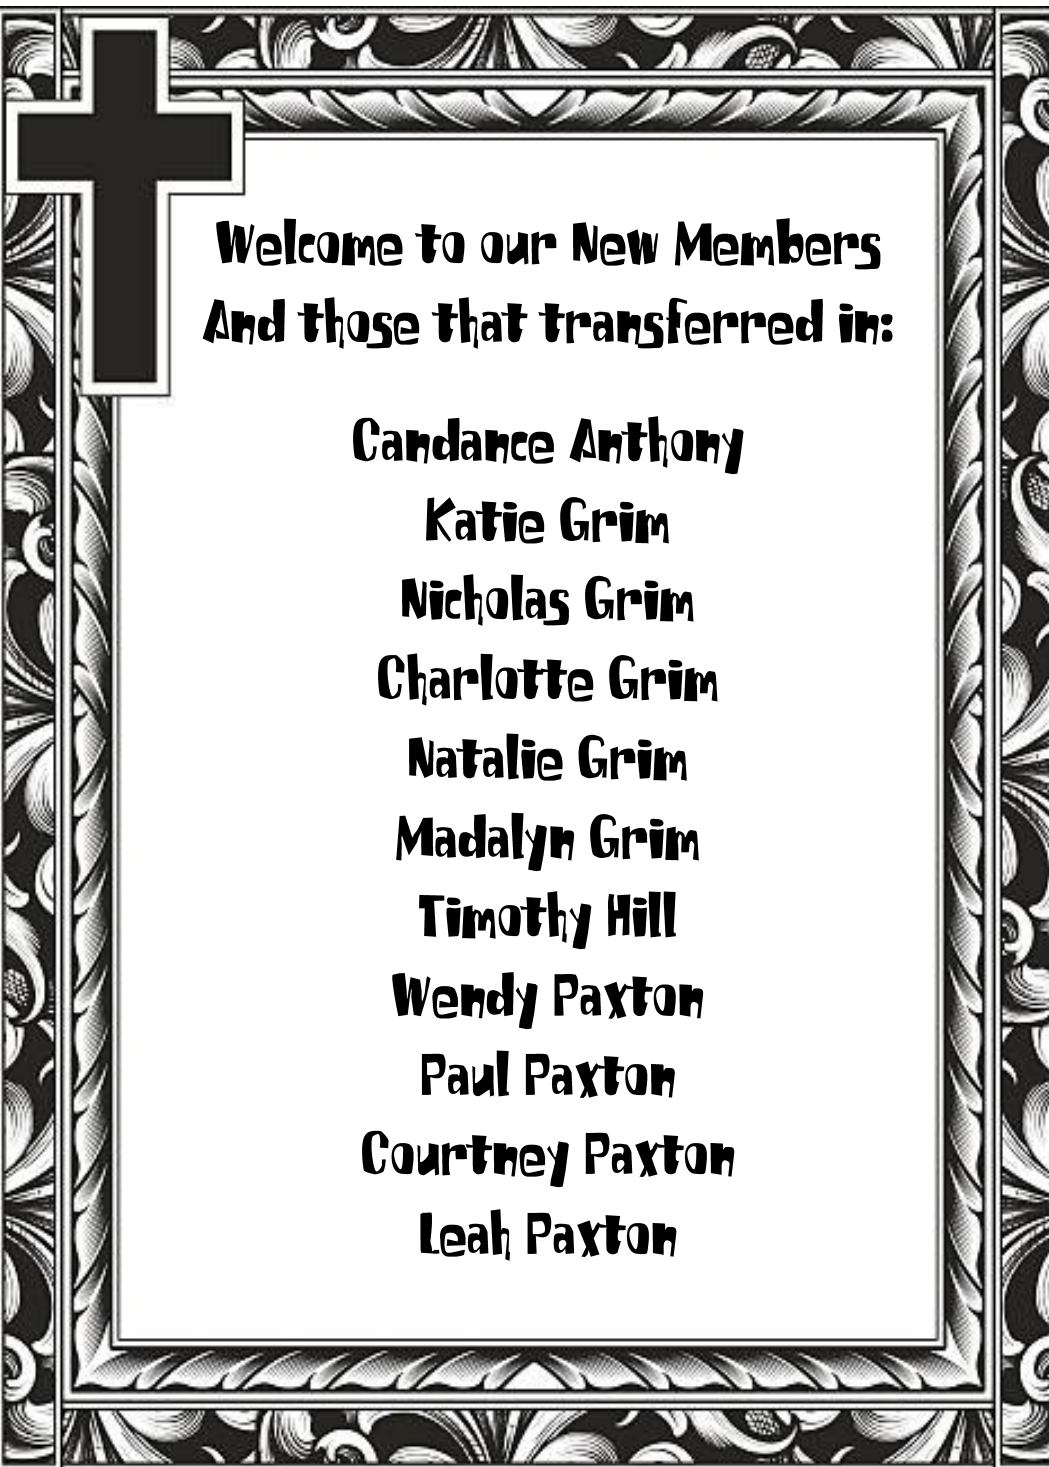 Welcome to our New Members
And those that transferred in:
Candance Anthony
Katie Grim
Nicholas Grim
Charlotte Grim
Natalie Grim
Madalyn Grim
Timothy Hill
Wendy Paxton
Paul Paxton
Courtney Paxton
Leah Paxton